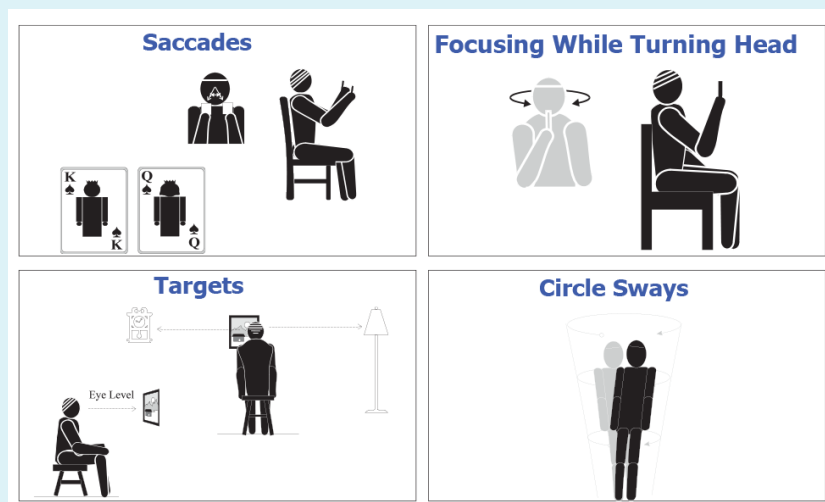 Saccades
K
K
Q
Q
Focusing While Turning Head
Targets
Eye Level
Circle Sways